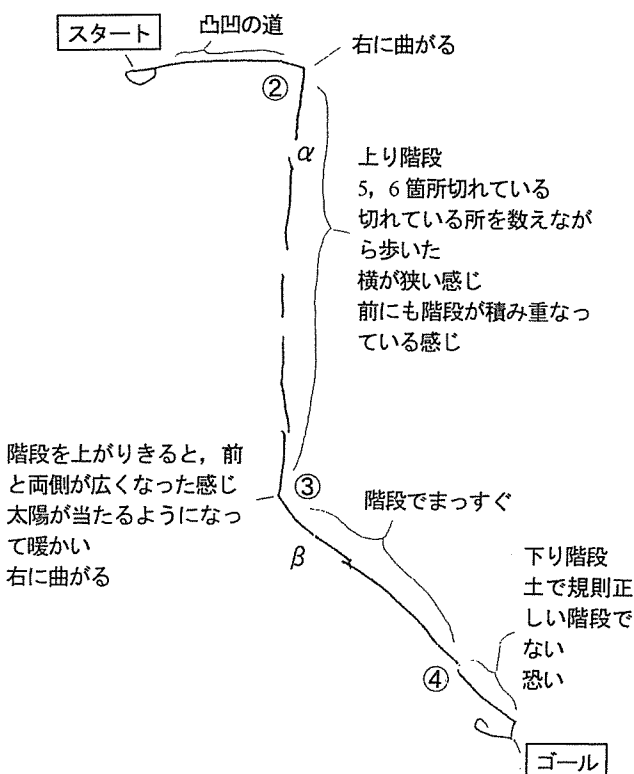 スタート
凸凹の道
右に曲がる
②
α
上り階段
5，6箇所切れている
切れている所を数えなが
ら歩いた
横が狭い感じ
前にも階段が積み重なっ
ている感じ
階段を上がりきると，前
と両側が広くなった感じ
太陽が当たるようになっ
て暖かい
右に曲がる
③
階段でまっすぐ
β
下り階段
土で規則正
しい階段で
ない
恐い
④
ゴール